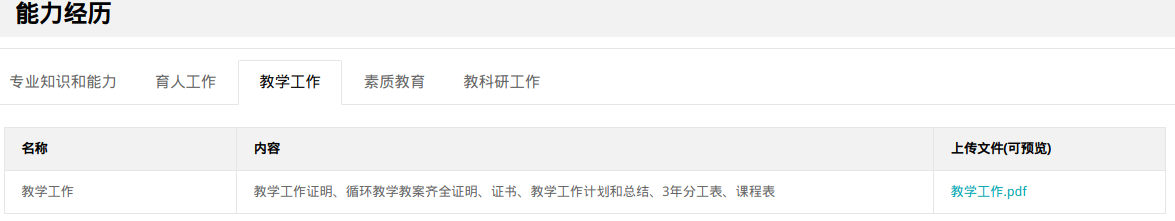 能力经历
专业知识和能力 育人工作 教学工作 素质教育 教科研工作
名称 内容 上传文件(可预览)
教学工作 教学工作证明、循环教学教案齐全证明、证书、教学工作计划和总结、3年分工表、课程表 教学工作.pdf